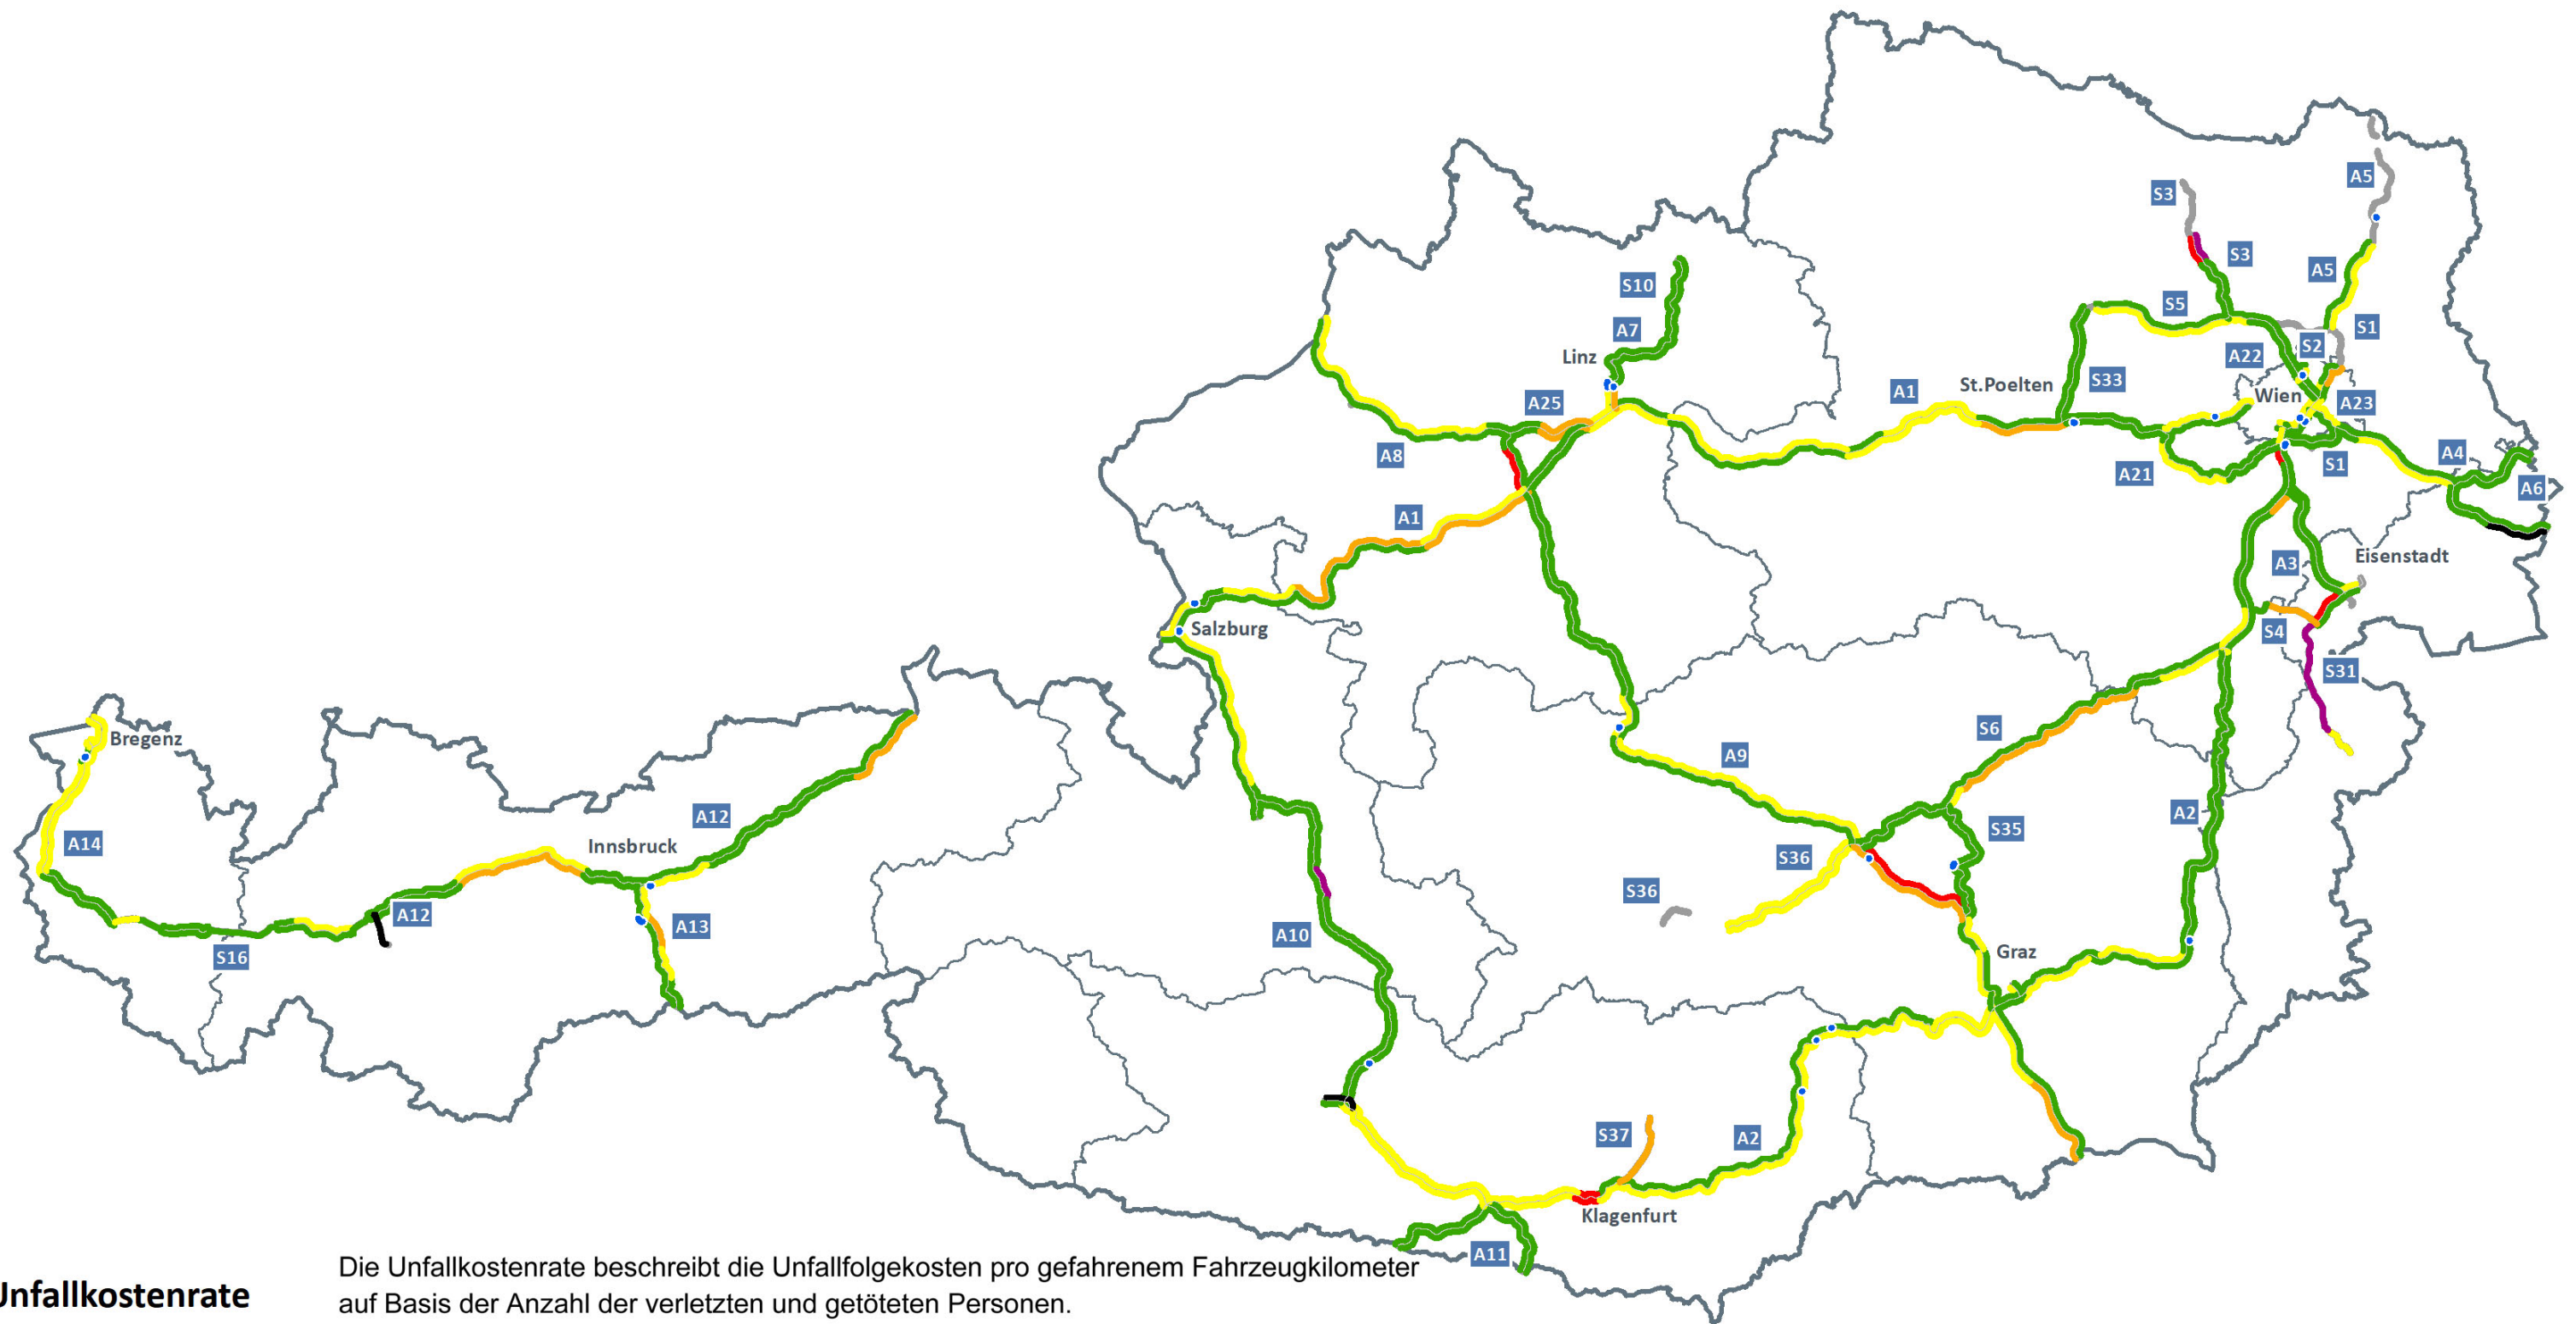 A5
S3
S3
A5
S10
S5
A7
S1
Linz
S2
A22
S33
St.Poelten
A1
Wien
A25
A23
A8
A21
S1
A4
A6
A1
Eisenstadt
A3
Salzburg
S4
S31
Bregenz
S6
A9
A2
A12
S35
A14
Innsbruck
S36
S36
A12
A13
A10
Graz
S16
S37
A2
Klagenfurt
A11
Die Unfallkostenrate beschreibt die Unfallfolgekosten pro gefahrenem Fahrzeugkilometer
auf Basis der Anzahl der verletzten und getöteten Personen.
Unfallkostenrate